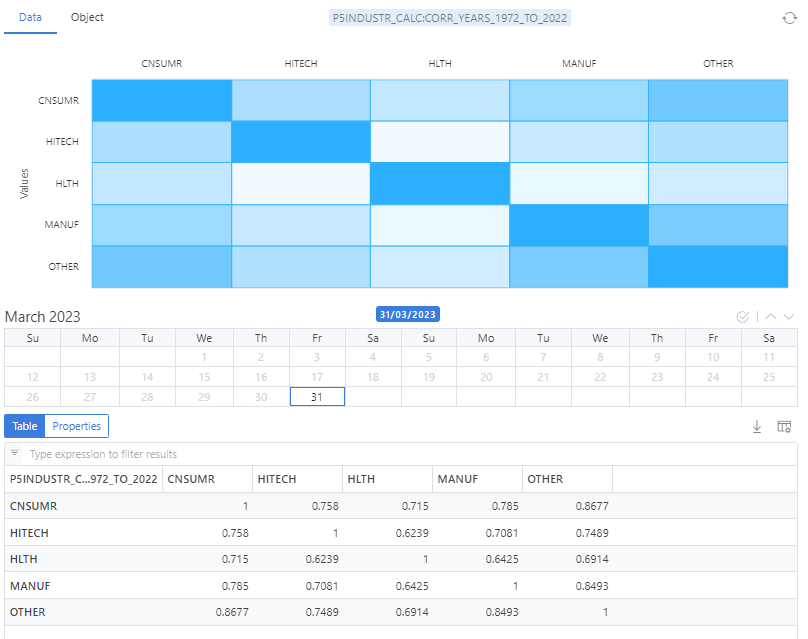 Data Object P5INDUSTR_CALC:CORR_YEARS_1972_TO_2022
CNSUMR HITECH HLTH MANUF OTHER
CNSUMR
HITECH
HLTH
MANUF
OTHER
Values
March 2023 31/03/2023
Su Mo Tu We Th Fr Sa Su Mo Tu We Th Fr Sa
1 2 3 4 5 6 7 8 9 10 11
12 13 14 15 16 17 18 19 20 21 22 23 24 25
26 27 28 29 30 31
Table Properties
Type expression to filter results
P5INDUSTR_C...972_TO_2022 CNSUMR HITECH HLTH MANUF OTHER
CNSUMR 1 0.758 0.715 0.785 0.8677
HITECH 0.758 1 0.6239 0.7081 0.7489
HLTH 0.715 0.6239 1 0.6425 0.6914
MANUF 0.785 0.7081 0.6425 1 0.8493
OTHER 0.8677 0.7489 0.6914 0.8493 1